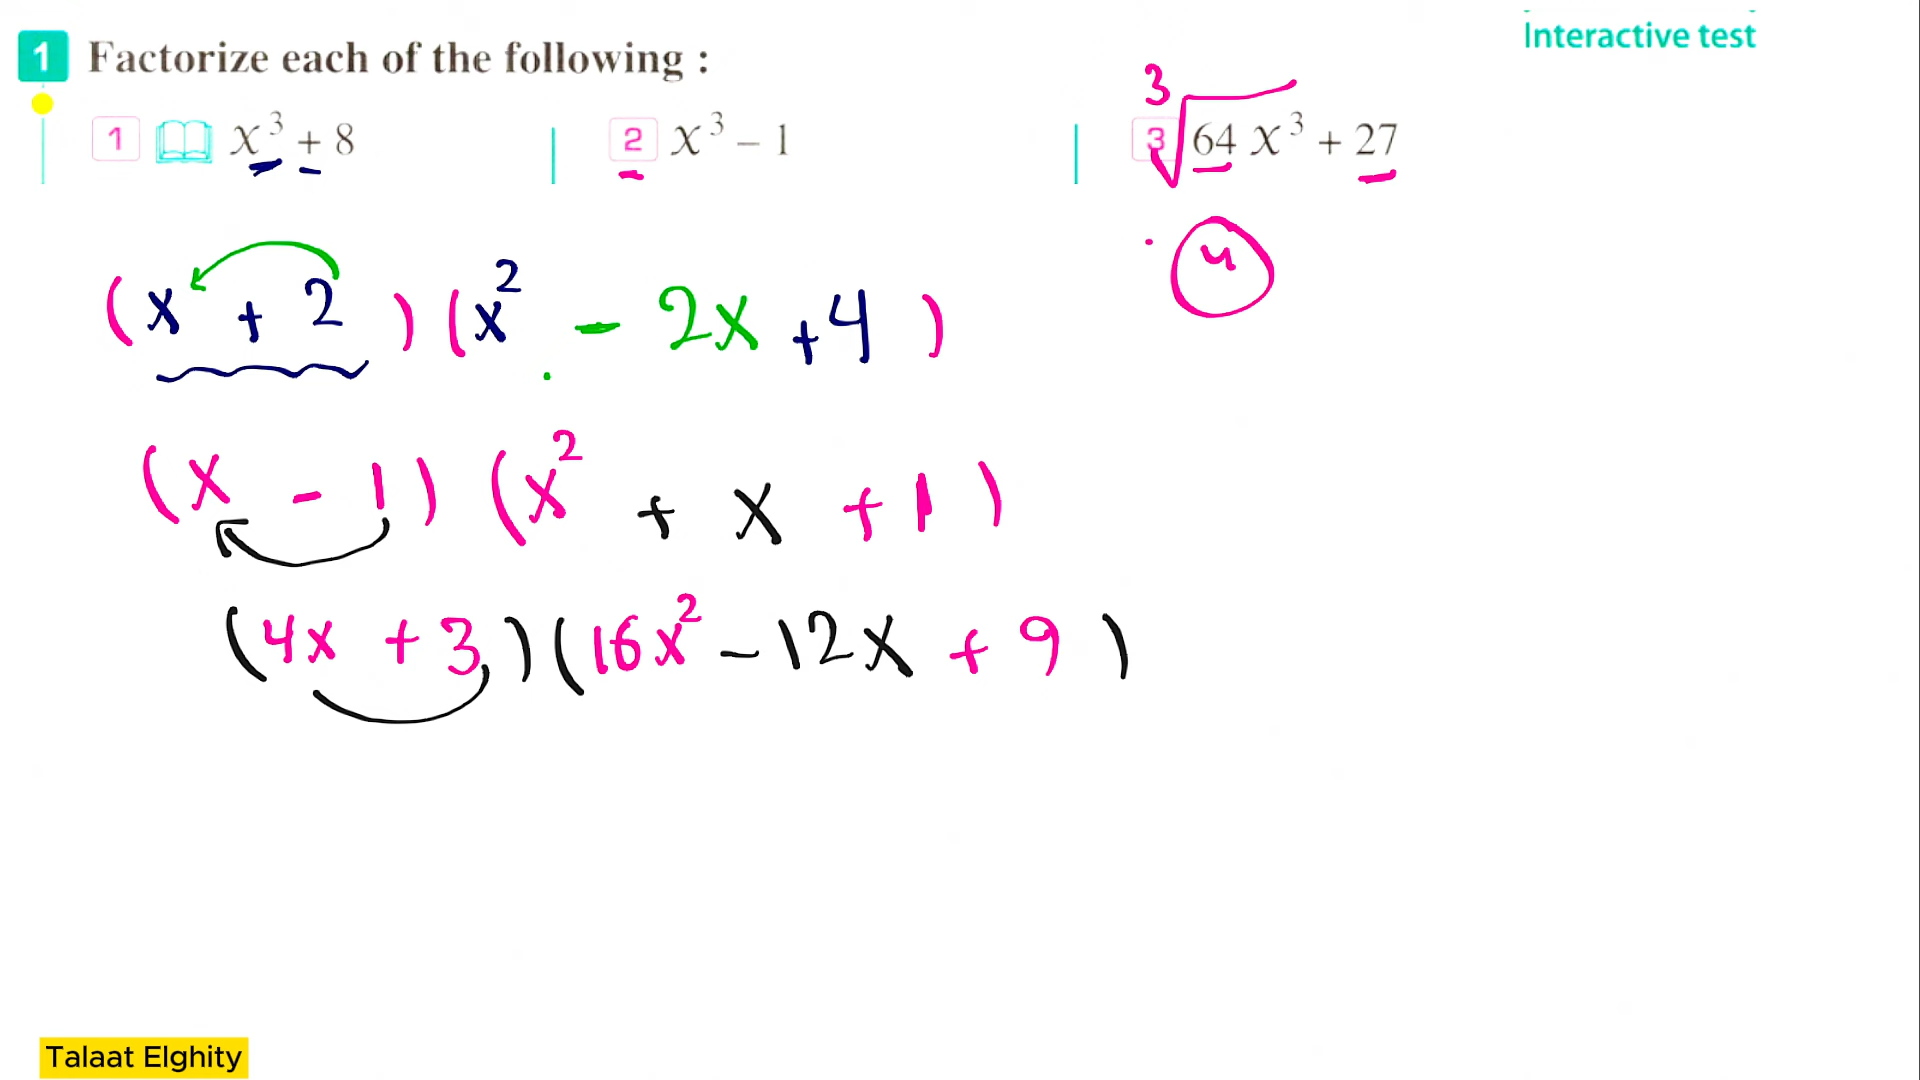 Interactive test
1 Factorize each of the following :
1 x³ + 8
2 x³ – 1
3 64 x³ + 27
3
4
(x + 2)(x² - 2x + 4)
(x - 1)(x² + x + 1)
(4x + 3)(16x² - 12x + 9)
Talaat Elghity